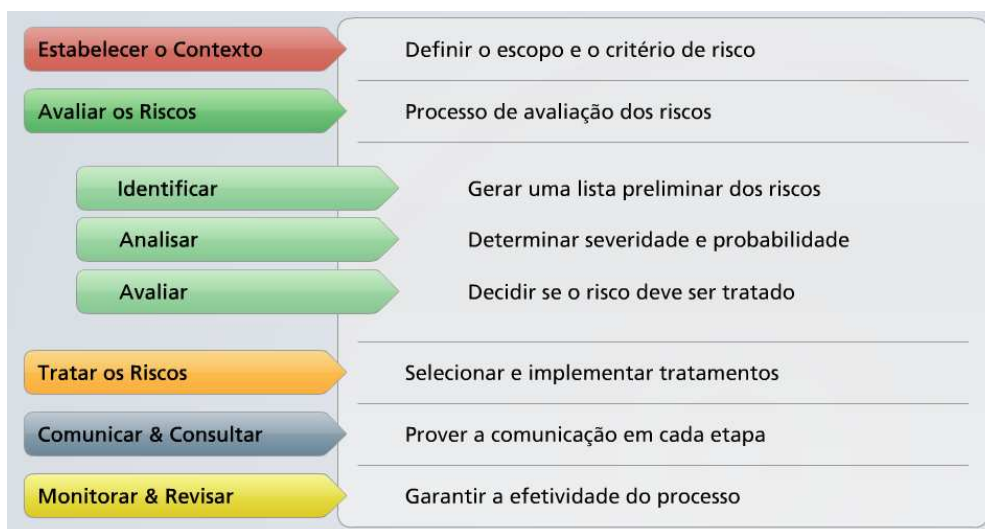 Estabelecer o Contexto Definir o escopo e o critério de risco
Avaliar os Riscos Processo de avaliação dos riscos
Identificar Gerar uma lista preliminar dos riscos
Analisar Determinar severidade e probabilidade
Avaliar Decidir se o risco deve ser tratado
Tratar os Riscos Selecionar e implementar tratamentos
Comunicar & Consultar Prover a comunicação em cada etapa
Monitorar & Revisar Garantir a efetividade do processo